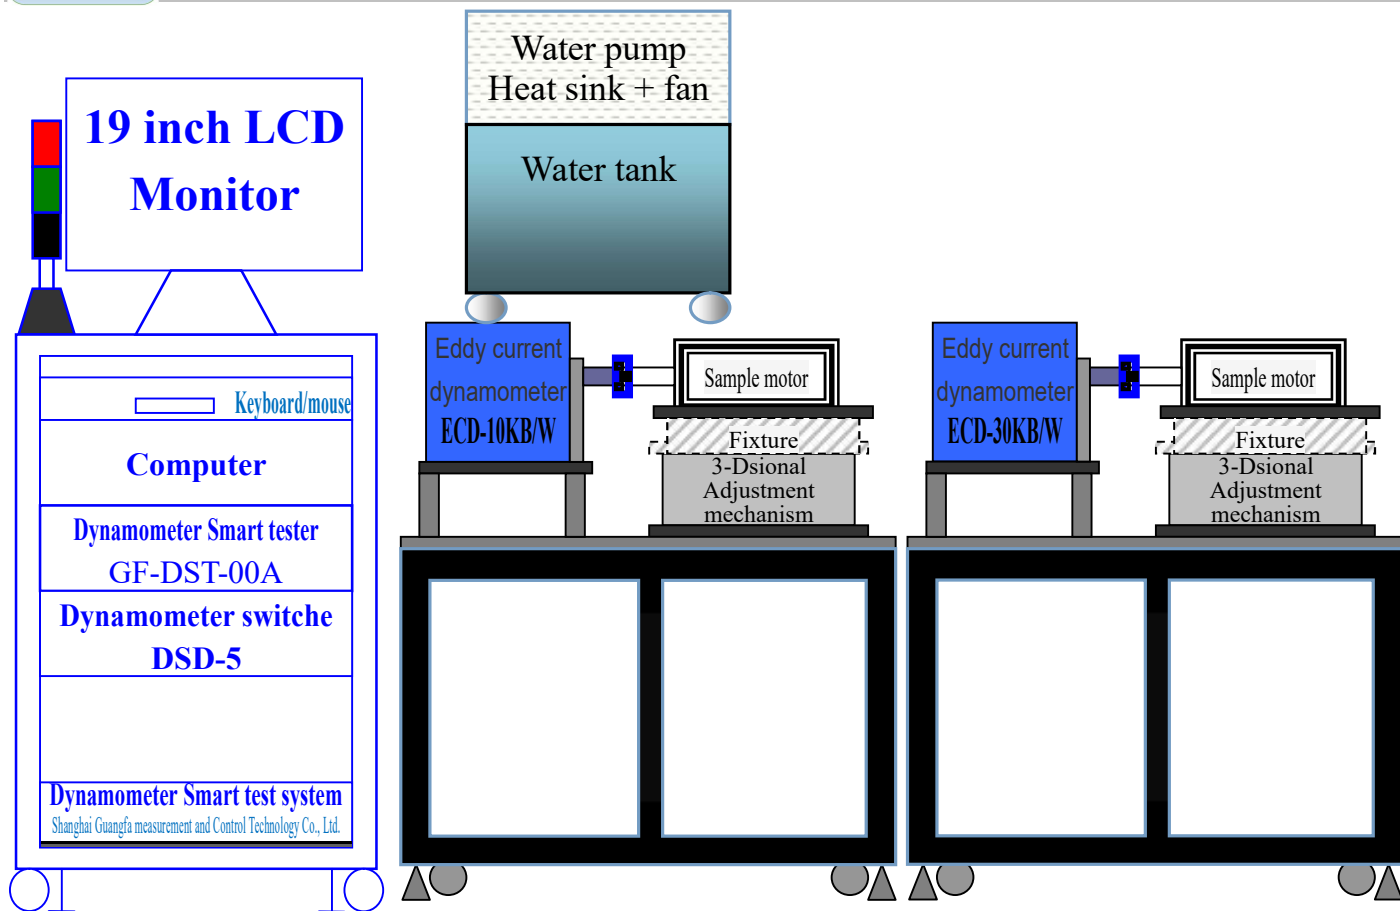 Water pump
Heat sink + fan
Water tank
19 inch LCD
Monitor
Keyboard/mouse
Computer
Dynamometer Smart tester
GF-DST-00A
Dynamometer switche
DSD-5
Dynamometer Smart test system
Shanghai Guangfa measurement and Control Technology Co., Ltd.
Eddy current
dynamometer
ECD-10KB/W
Sample motor
Fixture
3-Dsional
Adjustment
mechanism
Eddy current
dynamometer
ECD-30KB/W
Sample motor
Fixture
3-Dsional
Adjustment
mechanism